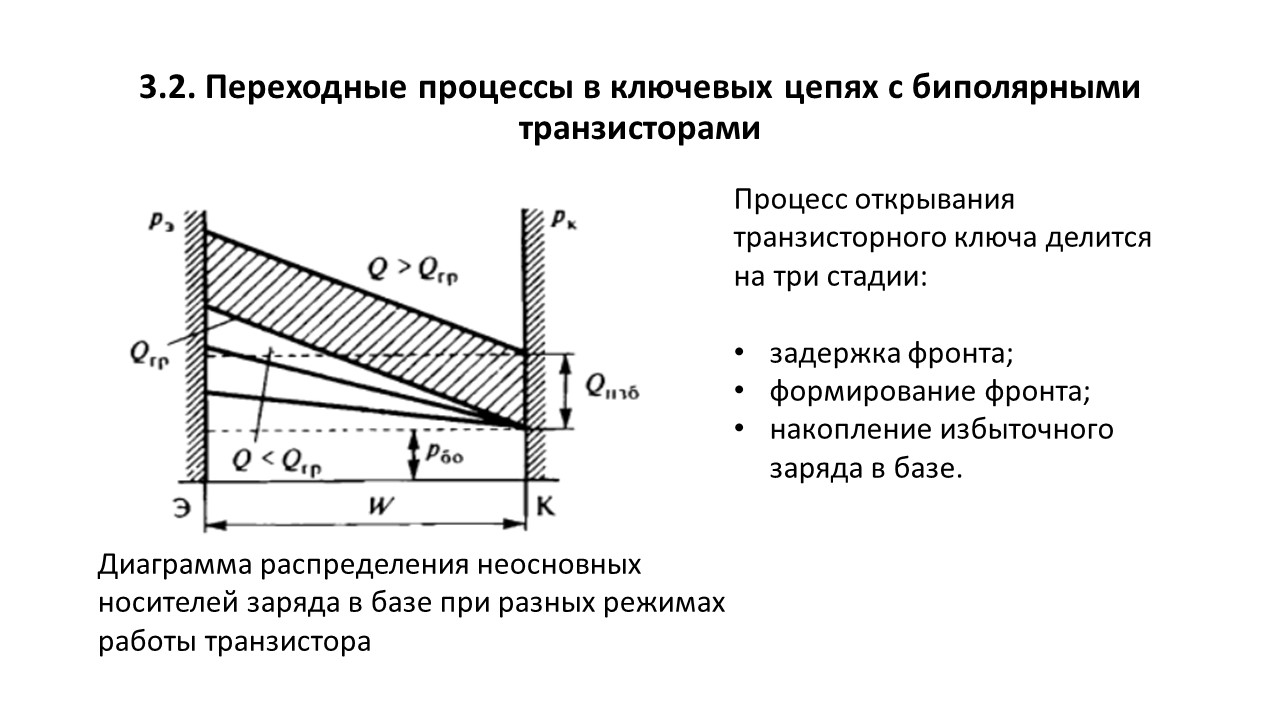 3.2. Переходные процессы в ключевых цепях с биполярными
транзисторами
pэ
pк
Q > Qгр
Qгр
Qизб
Q < Qгр
pбо
Э
W
К
Диаграмма распределения неосновных
носителей заряда в базе при разных режимах
работы транзистора
Процесс открывания
транзисторного ключа делится
на три стадии:
• задержка фронта;
• формирование фронта;
• накопление избыточного
заряда в базе.